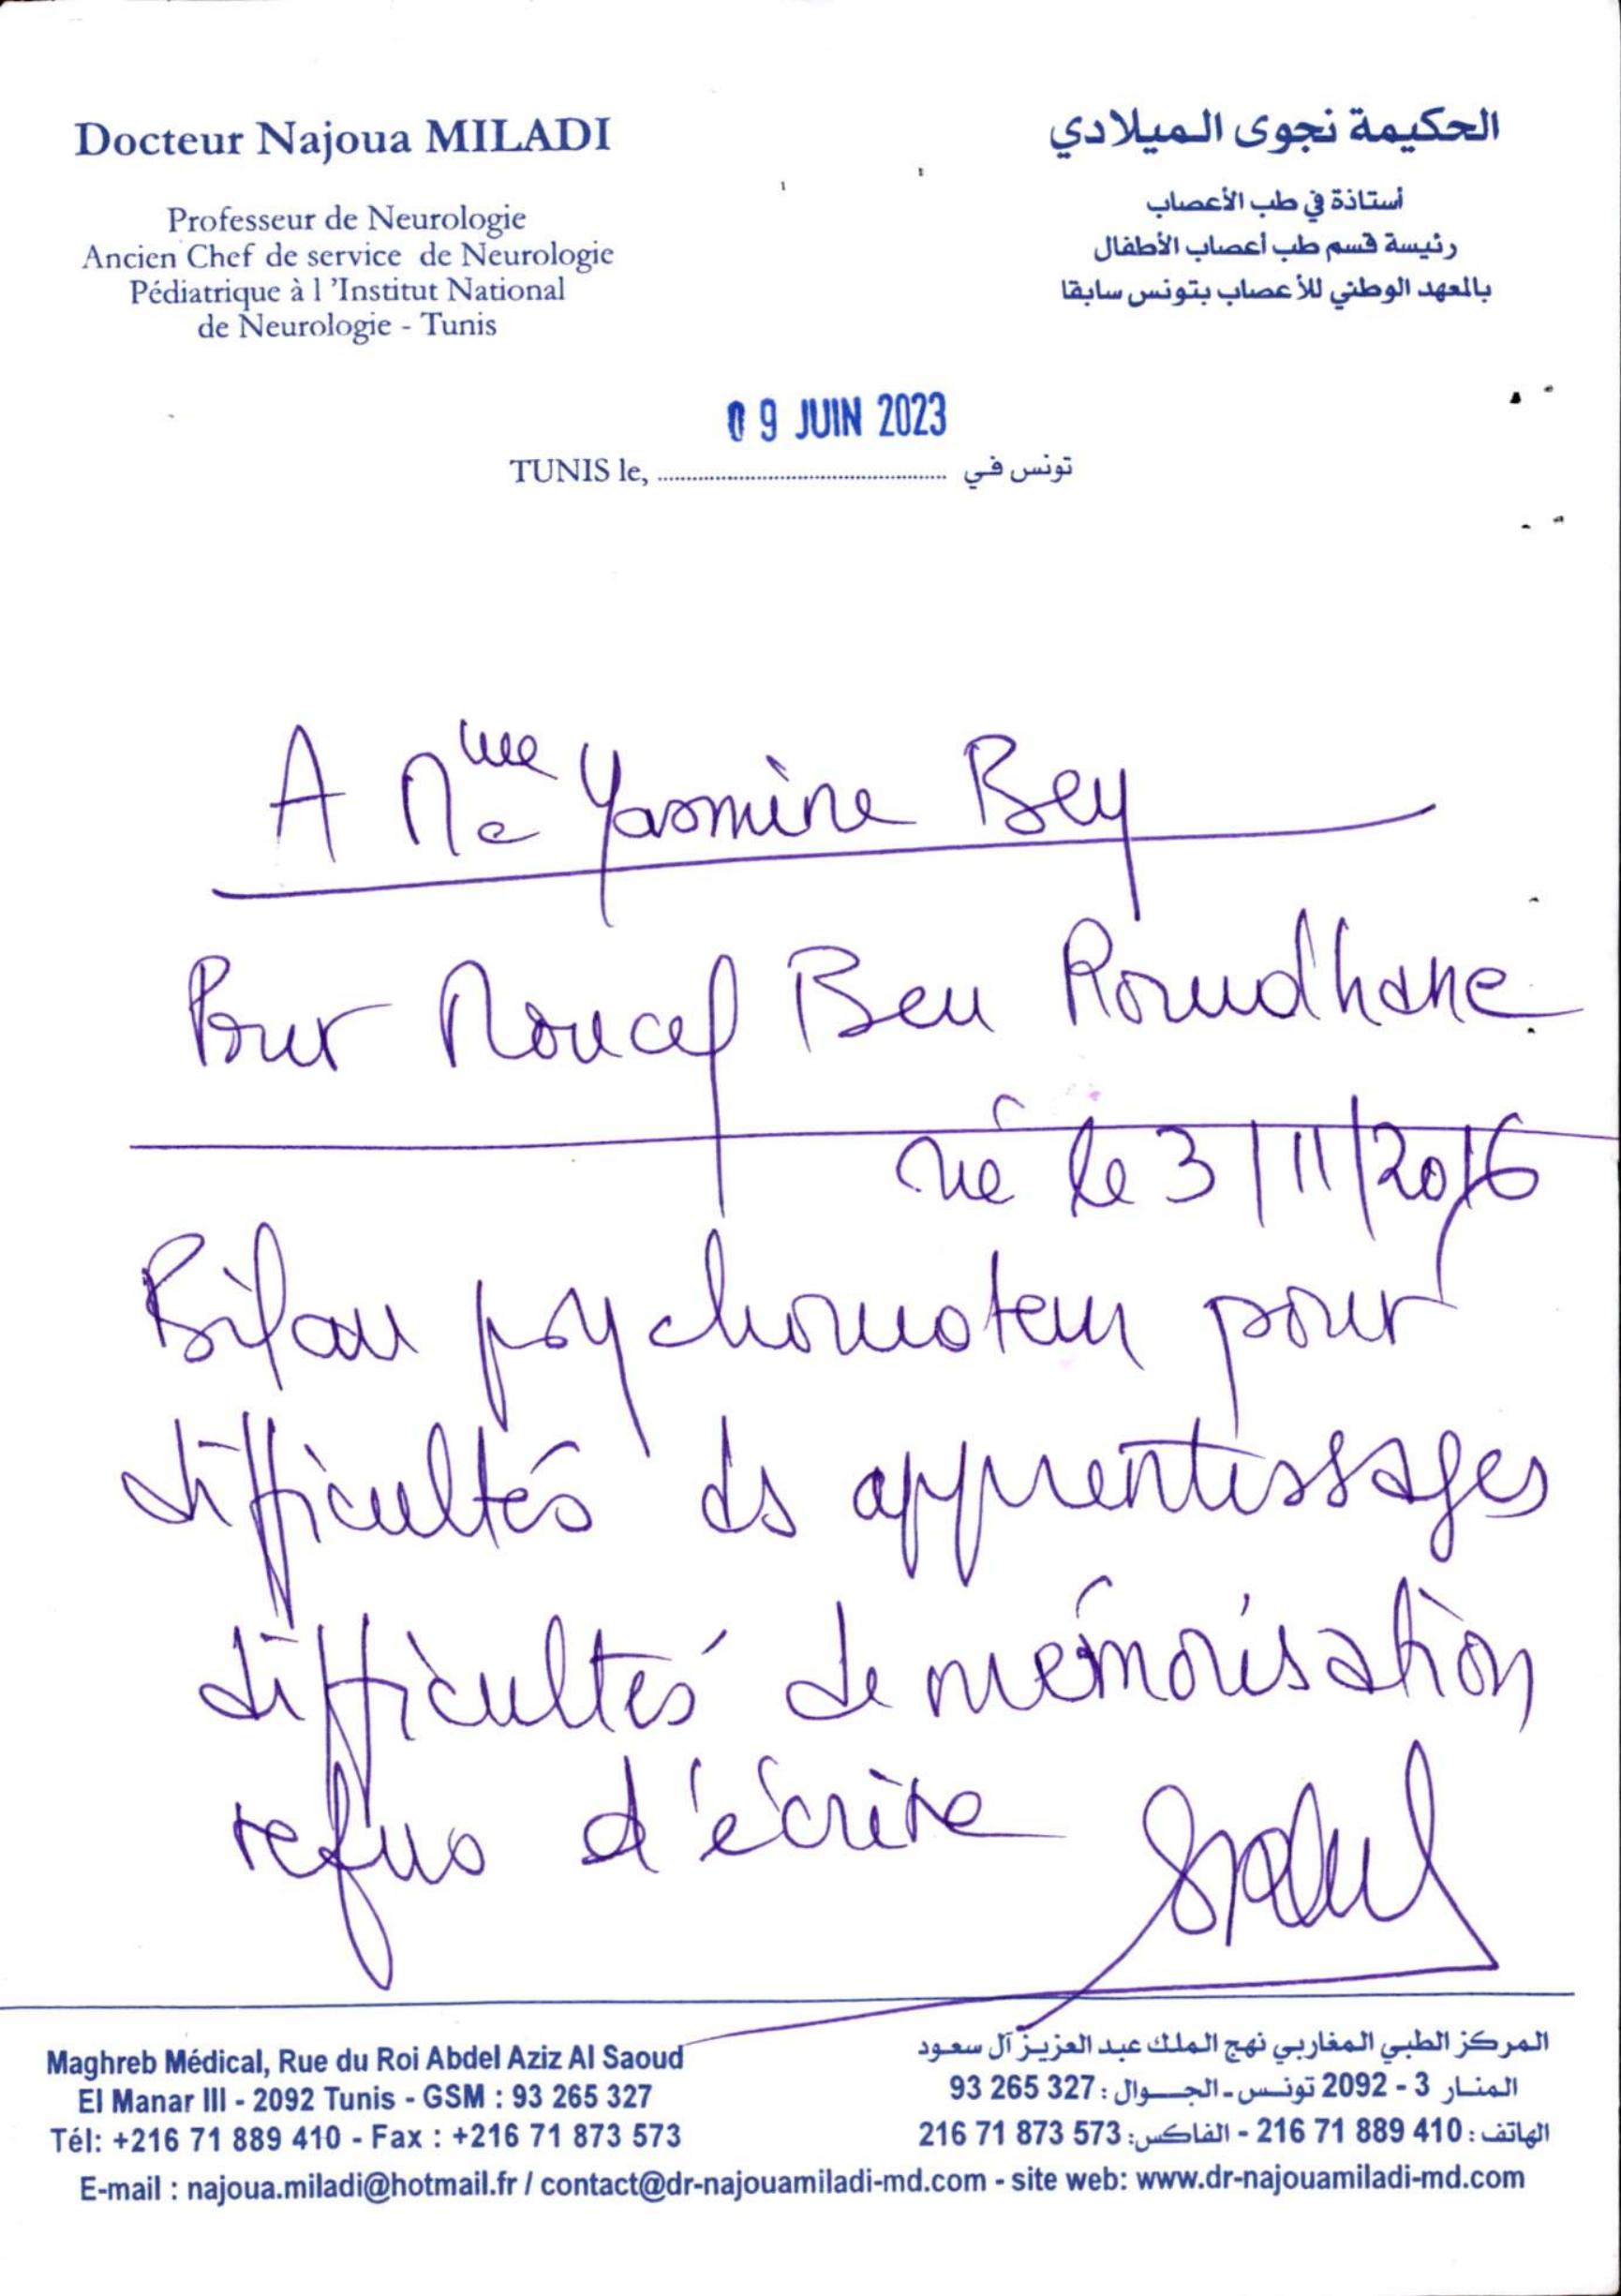 Docteur Najoua MILADI
Professeur de Neurologie
Ancien Chef de service de Neurologie
Pédiatrique à l 'Institut National
de Neurologie - Tunis
الحكيمة نجوى الميلادي
أستاذة في طب الأعصاب
رئيسة قسم طب أعصاب الأطفال
بالمعهد الوطني للأعصاب بتونس سابقا
09 JUIN 2023
TUNIS le, ........................ تونس في
A Mme Yasmine Bey
Pour Moncef Ben Romdhane
né le 3/11/2016
Bilan psychomoteur pour
difficultés ds apprentissages
difficultés de mémorisation
refus d'écrire
Maghreb Médical, Rue du Roi Abdel Aziz Al Saoud
El Manar III - 2092 Tunis - GSM : 93 265 327
Tél: +216 71 889 410 - Fax : +216 71 873 573
المركز الطبي المغاربي نهج الملك عبد العزيز آل سعود
المنار 3 - 2092 تونس - الجوال : 327 265 93
الهاتف : 410 889 71 216 - الفاكس: 573 873 71 216
E-mail : najoua.miladi@hotmail.fr / contact@dr-najouamiladi-md.com - site web: www.dr-najouamiladi-md.com